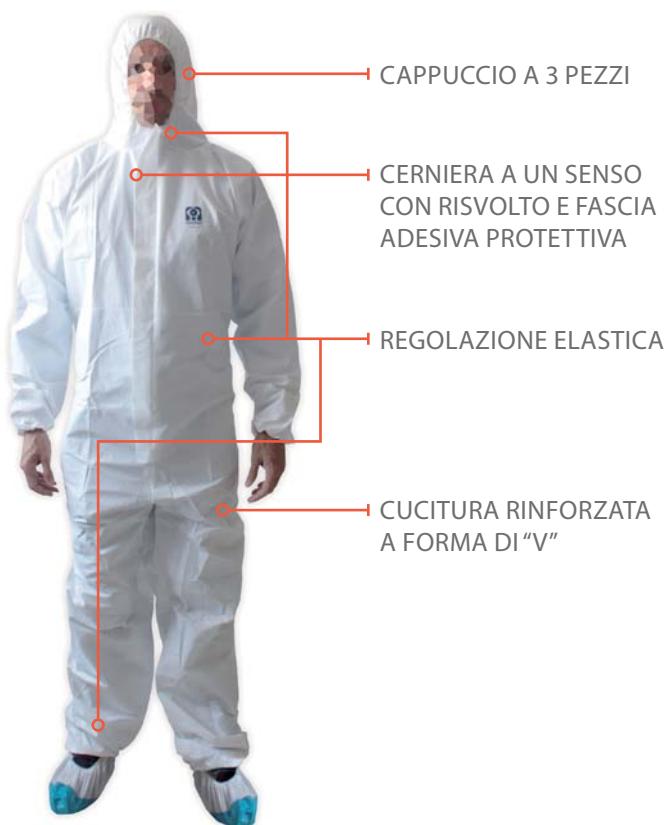 CAPPUCCIO A 3 PEZZI
CERNIERA A UN SENSO
CON RISVOLTO E FASCIA
ADESIVA PROTETTIVA
REGOLAZIONE ELASTICA
CUCITURA RINFORZATA
A FORMA DI “V”